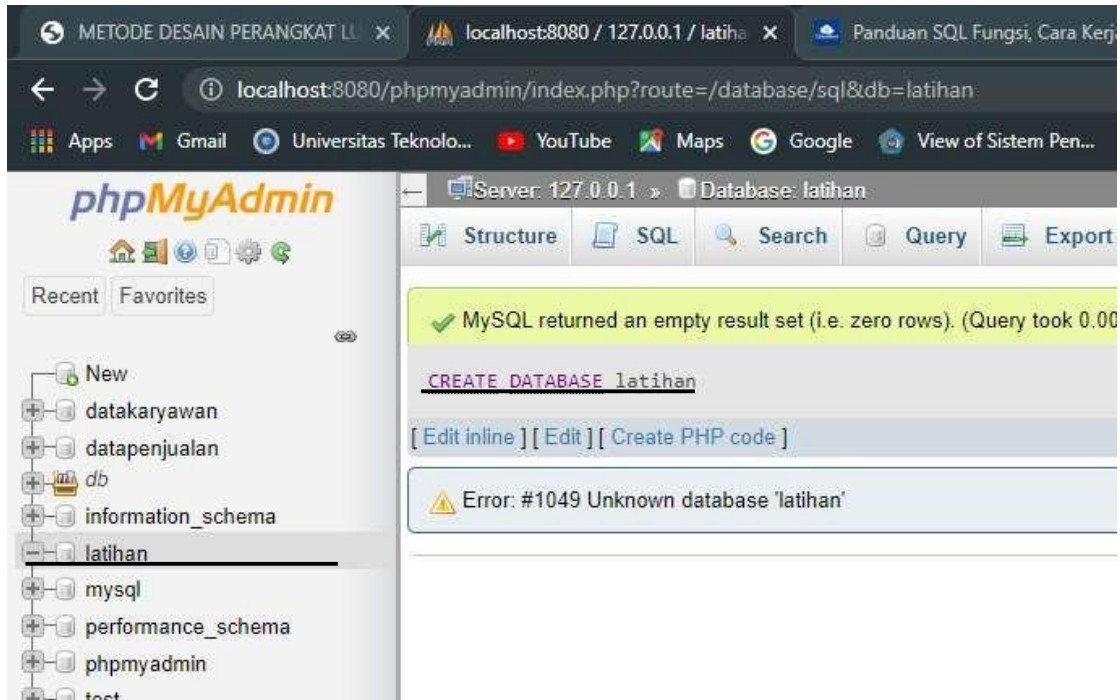 METODE DESAIN PERANGKAT LU
localhost:8080 / 127.0.0.1 / latiha
Panduan SQL Fungsi, Cara Kerja
localhost:8080/phpmyadmin/index.php?route=/database/sql&db=latihan
Apps Gmail Universitas Teknolo... YouTube Maps Google View of Sistem Pen...
phpMyAdmin
Recent Favorites
New
datakaryawan
datapenjualan
db
information_schema
latihan
mysql
performance_schema
phpmyadmin
test
Server: 127.0.0.1 » Database: latihan
Structure SQL Search Query Export
MySQL returned an empty result set (i.e. zero rows). (Query took 0.00
CREATE DATABASE latihan
[ Edit inline ] [ Edit ] [ Create PHP code ]
Error: #1049 Unknown database 'latihan'